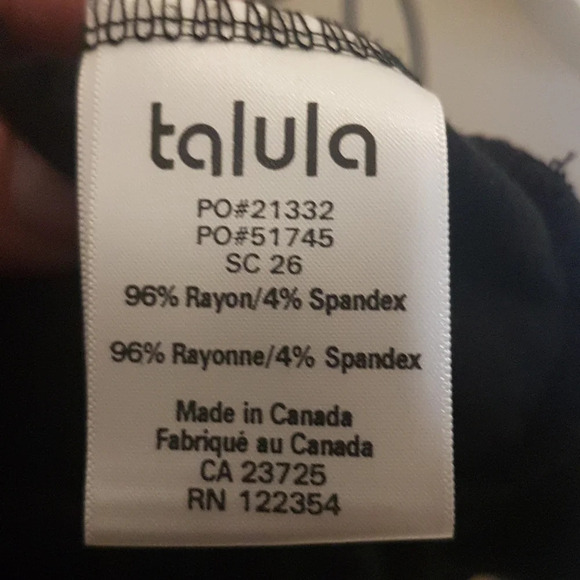 talula
PO#21332
PO#51745
SC 26
96% Rayon/4% Spandex
96% Rayonne/4% Spandex
Made in Canada
Fabriqué au Canada
CA 23725
RN 122354